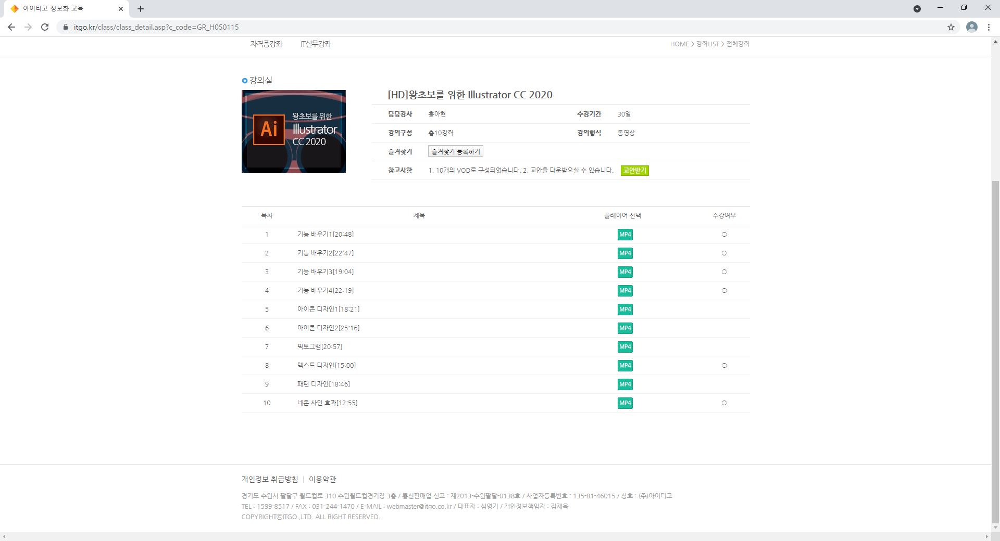 아이티고 정보화 교육
itgo.kr/class/class_detail.asp?c_code=GR_H050115
자격증강좌 IT실무강좌 HOME > 강좌LIST > 전체강좌
강의실
왕초보를 위한
Ai Illustrator
CC 2020
[HD]왕초보를 위한 Illustrator CC 2020
담당강사 홍아현 수강기간 30일
강의구성 총10강좌 강의형식 동영상
즐겨찾기 즐겨찾기 등록하기
참고사항 1. 10개의 VOD로 구성되었습니다. 2. 교안을 다운받으실 수 있습니다. 교안받기
목차 제목 플레이어 선택 수강여부
1 기능 배우기1[20:48] MP4 ○
2 기능 배우기2[22:47] MP4 ○
3 기능 배우기3[19:04] MP4 ○
4 기능 배우기4[22:19] MP4 ○
5 아이콘 디자인1[18:21] MP4
6 아이콘 디자인2[25:16] MP4
7 픽토그램[20:57] MP4
8 텍스트 디자인[15:00] MP4 ○
9 패턴 디자인[18:46] MP4
10 네온 사인 효과[12:55] MP4 ○
개인정보 취급방침 | 이용약관
경기도 수원시 팔달구 월드컵로 310 수원월드컵경기장 3층 / 통신판매업 신고 : 제2013-수원팔달-0138호 / 사업자등록번호 : 135-81-46015 / 상호 : (주)아이티고
TEL : 1599-8517 / FAX : 031-244-1470 / E-MAIL : webmaster@itgo.co.kr / 대표자 : 심영기 / 개인정보책임자 : 김재옥
COPYRIGHTⓒITGO.,LTD. ALL RIGHT RESERVED.